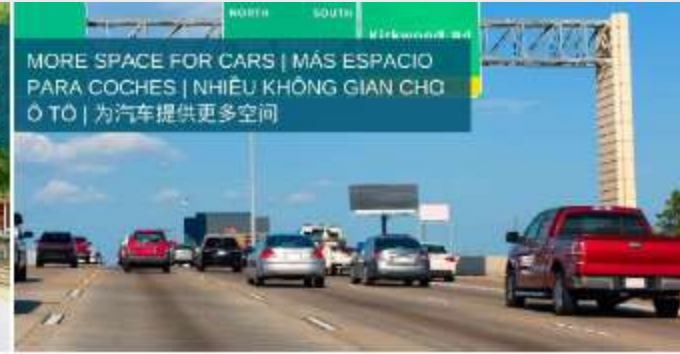 NORTH SOUTH
Kirkwood Rd
MORE SPACE FOR CARS | MÁS ESPACIO
PARA COCHES | NHIỀU KHÔNG GIAN CHO
Ô TÔ | 为汽车提供更多空间